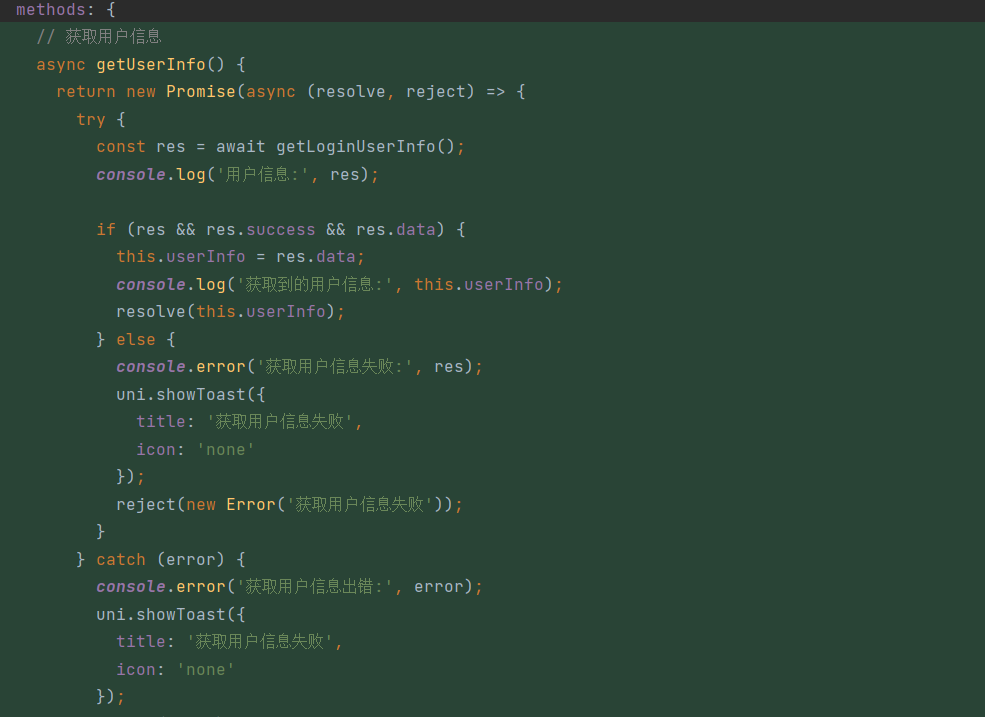 methods: {
// 获取用户信息
async getUserInfo() {
return new Promise(async (resolve, reject) => {
try {
const res = await getLoginUserInfo();
console.log('用户信息:', res);
if (res && res.success && res.data) {
this.userInfo = res.data;
console.log('获取到的用户信息:', this.userInfo);
resolve(this.userInfo);
} else {
console.error('获取用户信息失败:', res);
uni.showToast({
title: '获取用户信息失败',
icon: 'none'
});
reject(new Error('获取用户信息失败'));
}
} catch (error) {
console.error('获取用户信息出错:', error);
uni.showToast({
title: '获取用户信息失败',
icon: 'none'
});